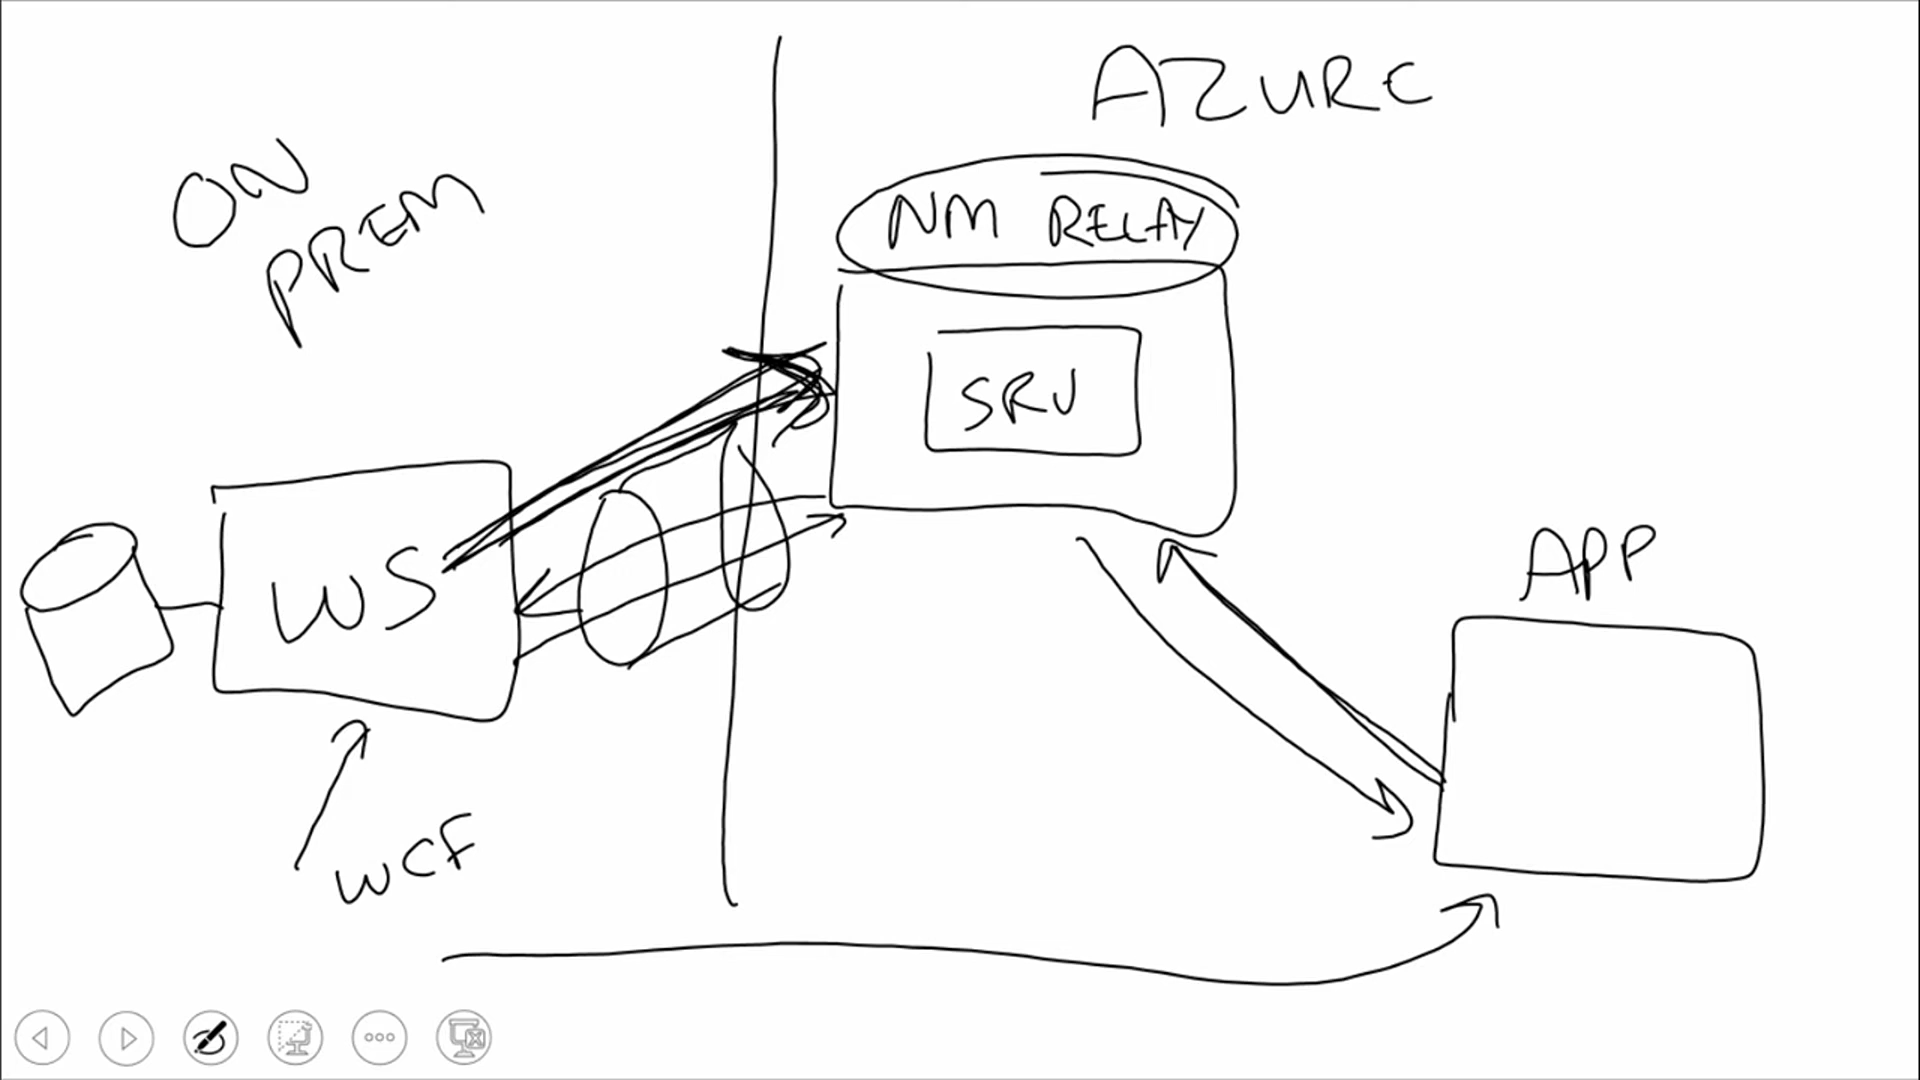 ON
PREM
AZURE
NM RELAY
SRV
WS
APP
WCF